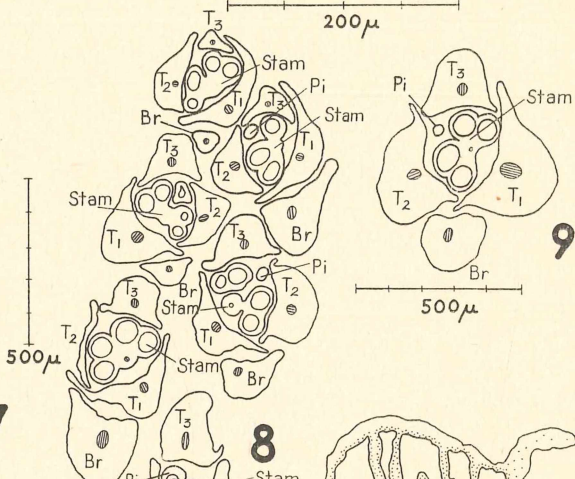 T₃
200μ
Stam
T₂
T₁
Pi
T₃
Stam
Br
T₁
T₃
T₂
Stam
T₂
T₁
Br
T₃
Br
Pi
Stam
T₂
T₁
Br
T₃
T₂
Stam
T₁
Br
500μ
T₃
8
Stam
Pi
T₃
Stam
T₂
T₁
Br
9
500μ